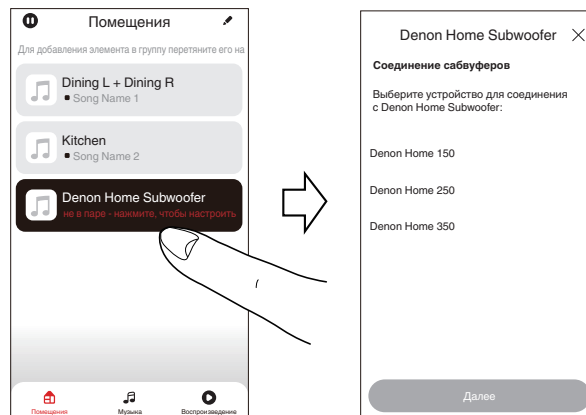 Помещения
Для добавления элемента в группу перетяните его на
Dining L + Dining R
Song Name 1
Kitchen
Song Name 2
Denon Home Subwoofer
не в паре - нажмите, чтобы настроить
Помещения
Музыка
Воспроизведение
Denon Home Subwoofer
Соединение сабвуферов
Выберите устройство для соединения
с Denon Home Subwoofer:
Denon Home 150
Denon Home 250
Denon Home 350
Далее